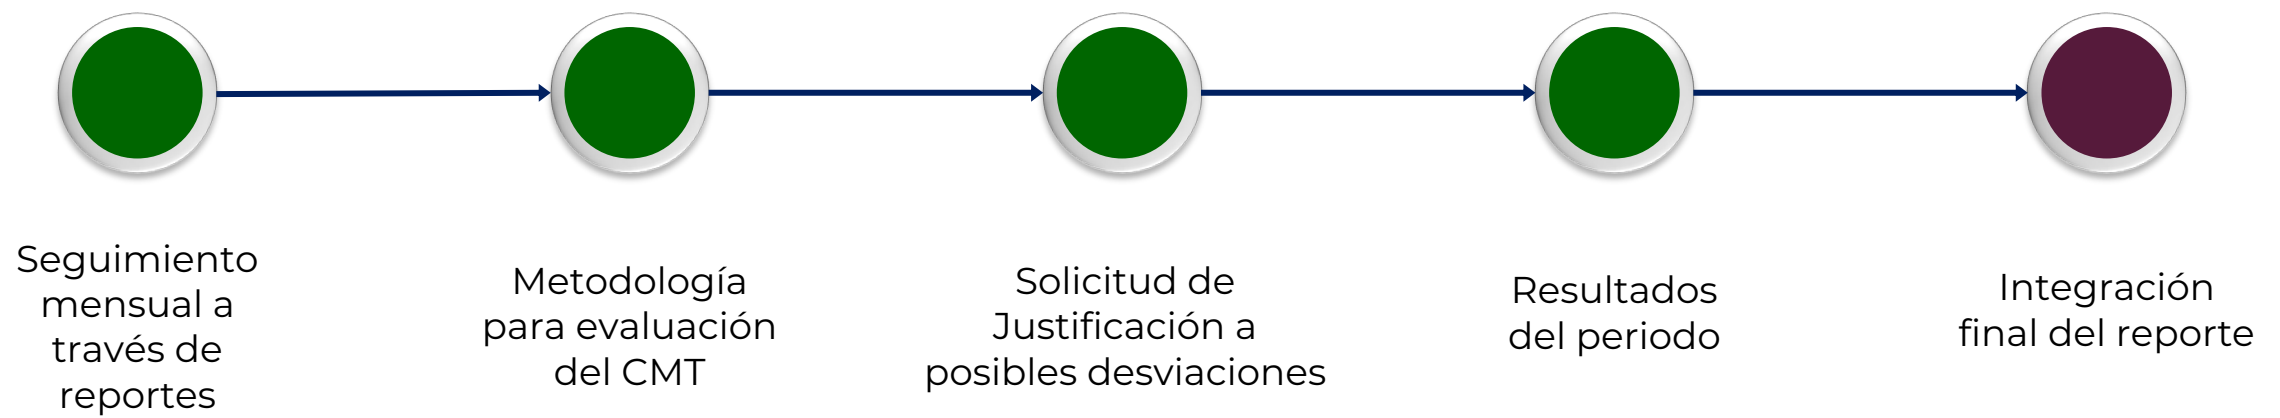 Seguimiento
mensual a
través de
reportes
Metodología
para evaluación
del CMT
Solicitud de
Justificación a
posibles desviaciones
Resultados
del periodo
Integración
final del reporte